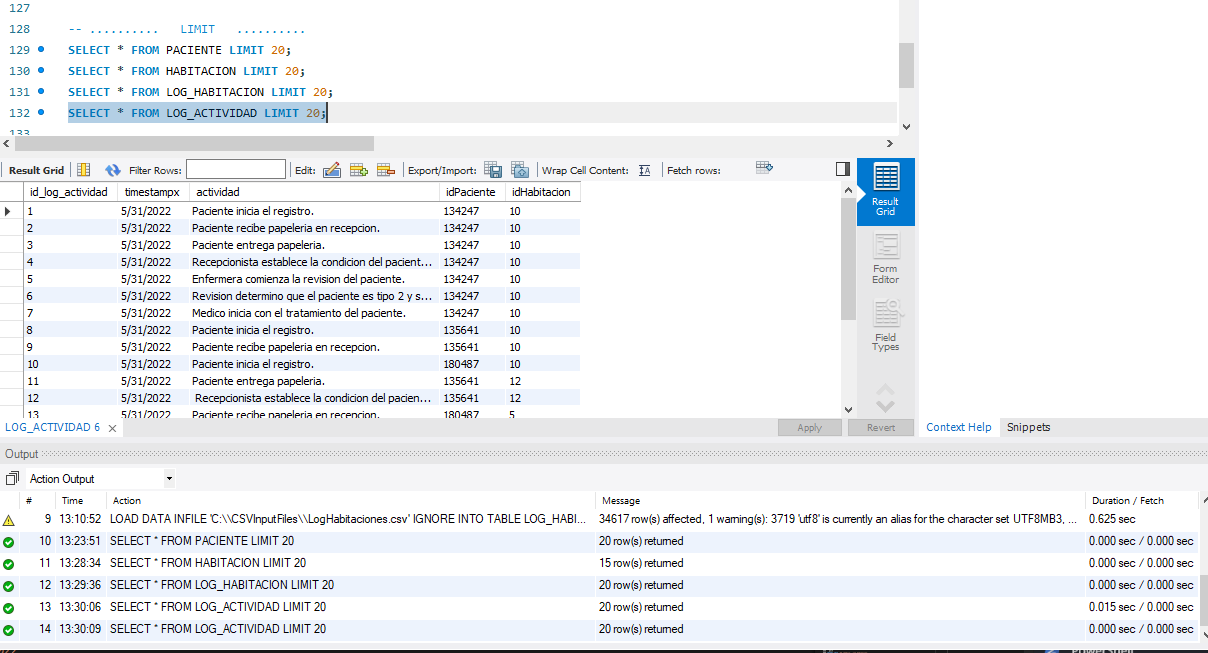 127
128 -- .......... LIMIT ..........
129 SELECT * FROM PACIENTE LIMIT 20;
130 SELECT * FROM HABITACION LIMIT 20;
131 SELECT * FROM LOG_HABITACION LIMIT 20;
132 SELECT * FROM LOG_ACTIVIDAD LIMIT 20;
133
Result Grid Filter Rows: Edit: Export/Import: Wrap Cell Content: Fetch rows:
id_log_actividad timestampx actividad idPaciente idHabitacion
1 5/31/2022 Paciente inicia el registro. 134247 10
2 5/31/2022 Paciente recibe papeleria en recepcion. 134247 10
3 5/31/2022 Paciente entrega papeleria. 134247 10
4 5/31/2022 Recepcionista establece la condicion del pacient... 134247 10
5 5/31/2022 Enfermera comienza la revision del paciente. 134247 10
6 5/31/2022 Revision determino que el paciente es tipo 2 y s... 134247 10
7 5/31/2022 Medico inicia con el tratamiento del paciente. 134247 10
8 5/31/2022 Paciente inicia el registro. 135641 10
9 5/31/2022 Paciente recibe papeleria en recepcion. 135641 10
10 5/31/2022 Paciente inicia el registro. 180487 10
11 5/31/2022 Paciente entrega papeleria. 135641 12
12 5/31/2022 Recepcionista establece la condicion del pacien... 135641 12
13 5/31/2022 Paciente recibe papeleria en recepcion. 180487 5
Result
Grid
Form
Editor
Field
Types
LOG_ACTIVIDAD 6 Apply Revert Context Help Snippets
Output
Action Output
# Time Action Message Duration / Fetch
9 13:10:52 LOAD DATA INFILE 'C:\\CSVInputFiles\\LogHabitaciones.csv' IGNORE INTO TABLE LOG_HABI... 34617 row(s) affected, 1 warning(s): 3719 'utf8' is currently an alias for the character set UTF8MB3, ... 0.625 sec
10 13:23:51 SELECT * FROM PACIENTE LIMIT 20 20 row(s) returned 0.000 sec / 0.000 sec
11 13:28:34 SELECT * FROM HABITACION LIMIT 20 15 row(s) returned 0.000 sec / 0.000 sec
12 13:29:36 SELECT * FROM LOG_HABITACION LIMIT 20 20 row(s) returned 0.000 sec / 0.000 sec
13 13:30:06 SELECT * FROM LOG_ACTIVIDAD LIMIT 20 20 row(s) returned 0.015 sec / 0.000 sec
14 13:30:09 SELECT * FROM LOG_ACTIVIDAD LIMIT 20 20 row(s) returned 0.000 sec / 0.000 sec